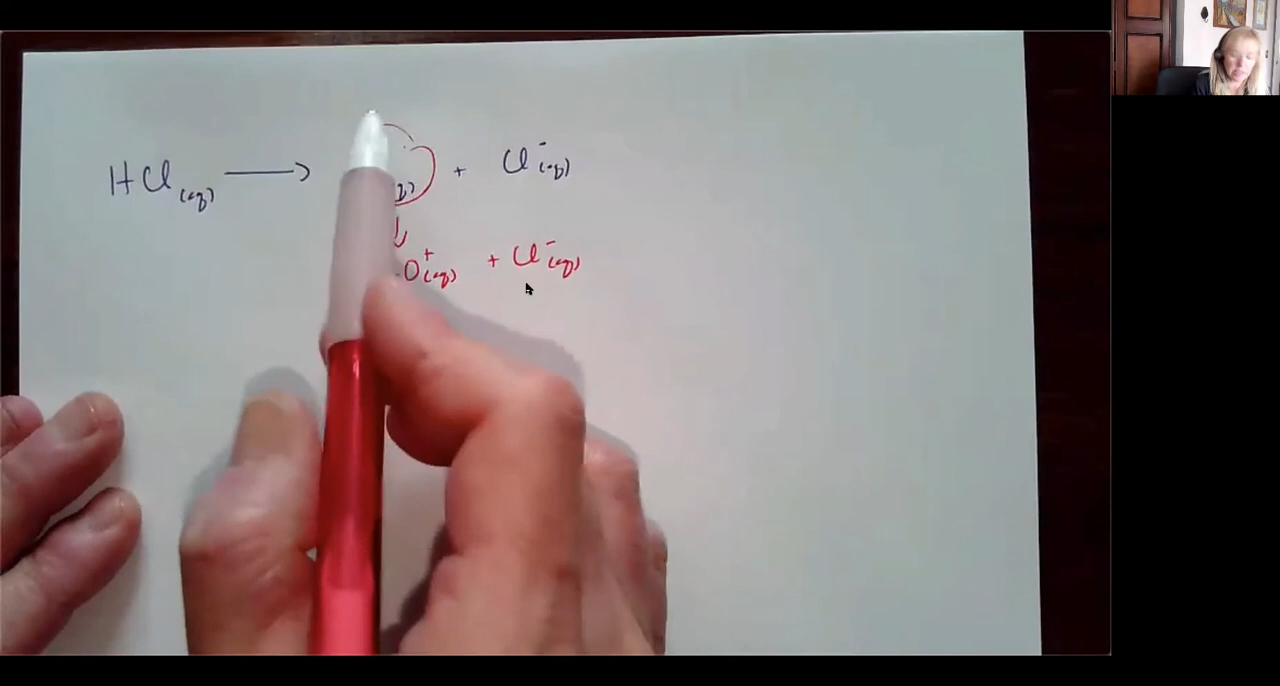 HCl (aq) ⟶ q) + Cl⁻ (aq)
O⁺ (aq) + Cl⁻ (aq)